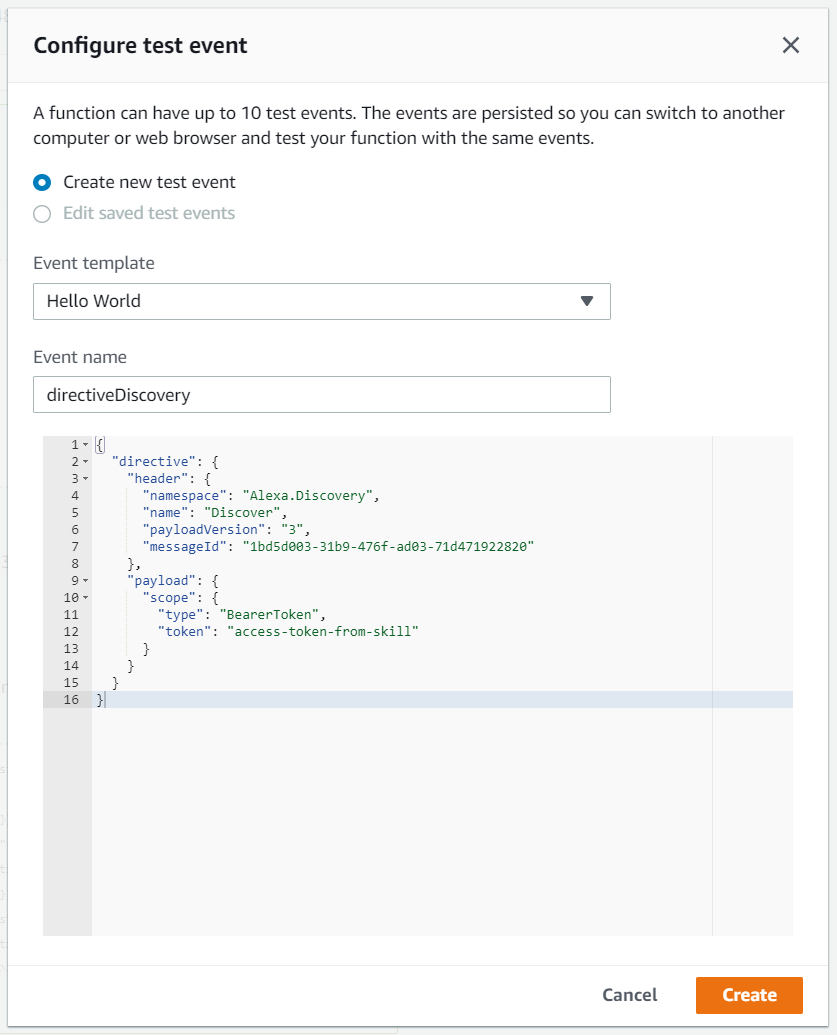 Configure test event
A function can have up to 10 test events. The events are persisted so you can switch to another
computer or web browser and test your function with the same events.
Create new test event
Edit saved test events
Event template
Hello World
Event name
directiveDiscovery
1 {
2 "directive": {
3 "header": {
4 "namespace": "Alexa.Discovery",
5 "name": "Discover",
6 "payloadVersion": "3",
7 "messageId": "1bd5d003-31b9-476f-ad03-71d471922820"
8 },
9 "payload": {
10 "scope": {
11 "type": "BearerToken",
12 "token": "access-token-from-skill"
13 }
14 }
15 }
16 }
Cancel
Create